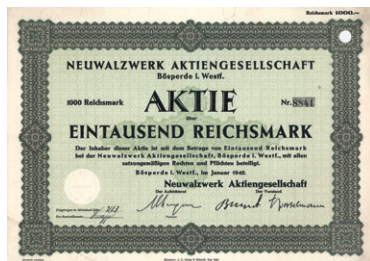 Reichsmark 1000.—
NEUWALZWERK AKTIENGESELLSCHAFT
Bösperde i. Westf.
1000 Reichsmark
AKTIE
Nr. 8841
über
EINTAUSEND REICHSMARK
Der Inhaber dieser Aktie ist mit dem Betrage von Eintausend Reichsmark
bei der Neuwalzwerk Aktiengesellschaft, Bösperde i. Westf., mit allen
satzungsmäßigen Rechten und Pflichten beteiligt.
Bösperde i. Westf., im Januar 1942.
Neuwalzwerk Aktiengesellschaft
Der Aufsichtsrat
Der Vorstand